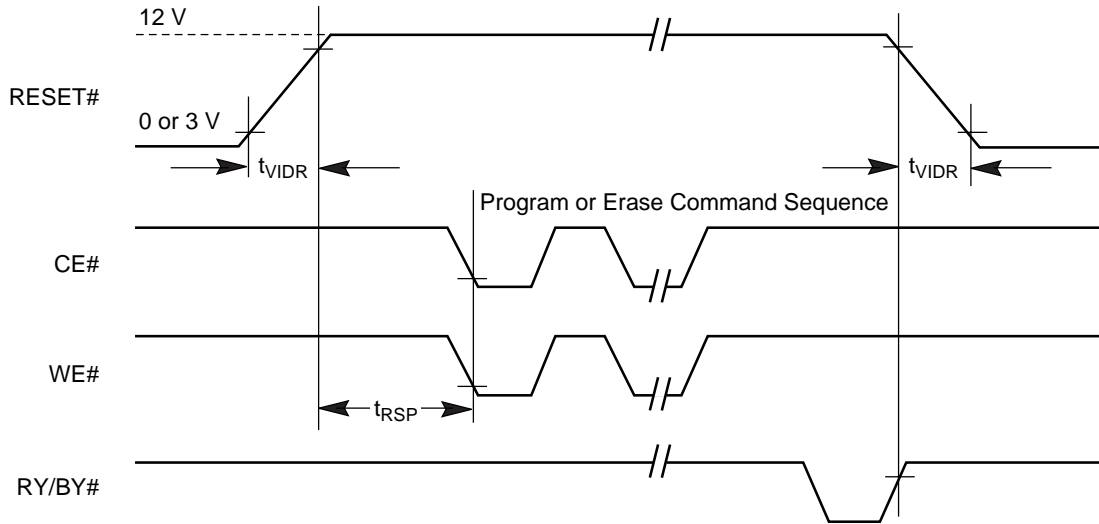 12 V
RESET#
0 or 3 V
tVIDR
tVIDR
Program or Erase Command Sequence
CE#
WE#
tRSP
RY/BY#